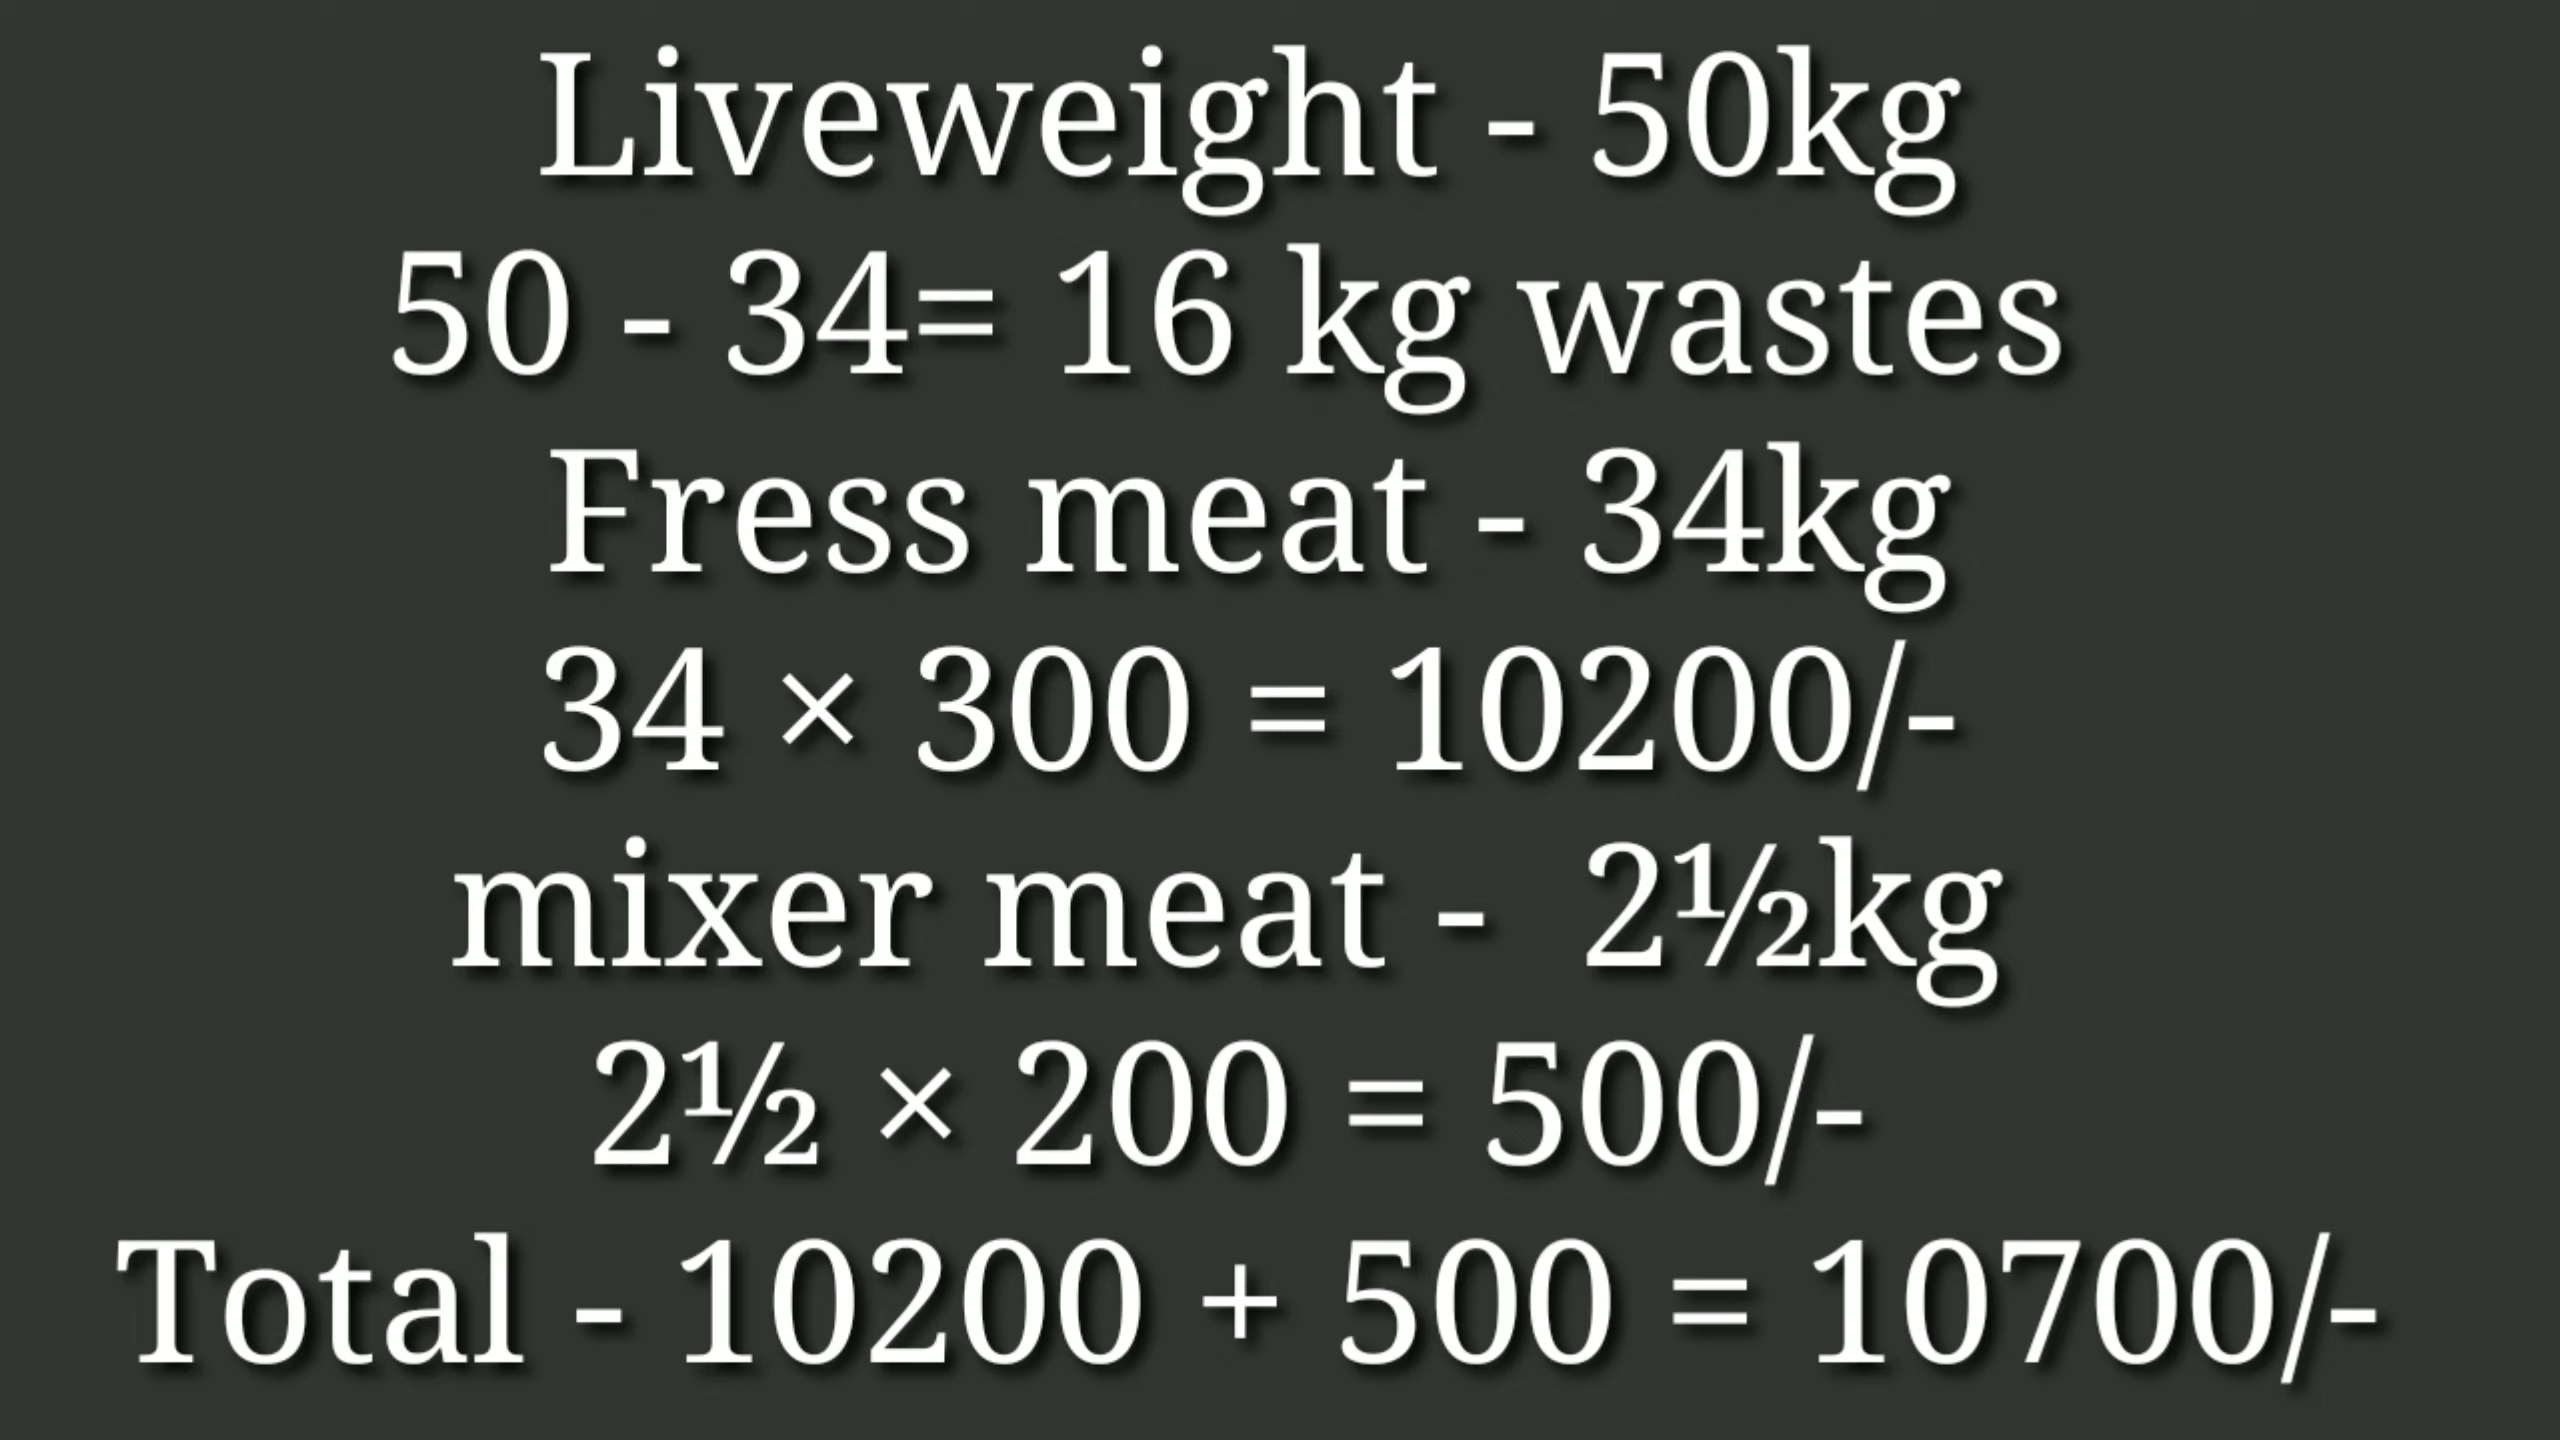 Liveweight - 50kg
50 - 34= 16 kg wastes
Fress meat - 34kg
34 × 300 = 10200/-
mixer meat -  2½kg
2½ × 200 = 500/-
Total - 10200 + 500 = 10700/-